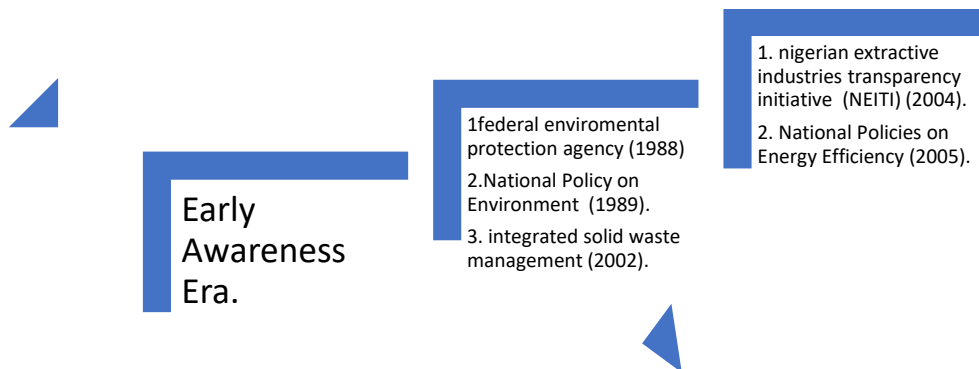 Early
Awareness
Era.
1federal enviromental
protection agency (1988)
2.National Policy on
Environment (1989).
3. integrated solid waste
management (2002).
1. nigerian extractive
industries transparency
initiative (NEITI) (2004).
2. National Policies on
Energy Efficiency (2005).